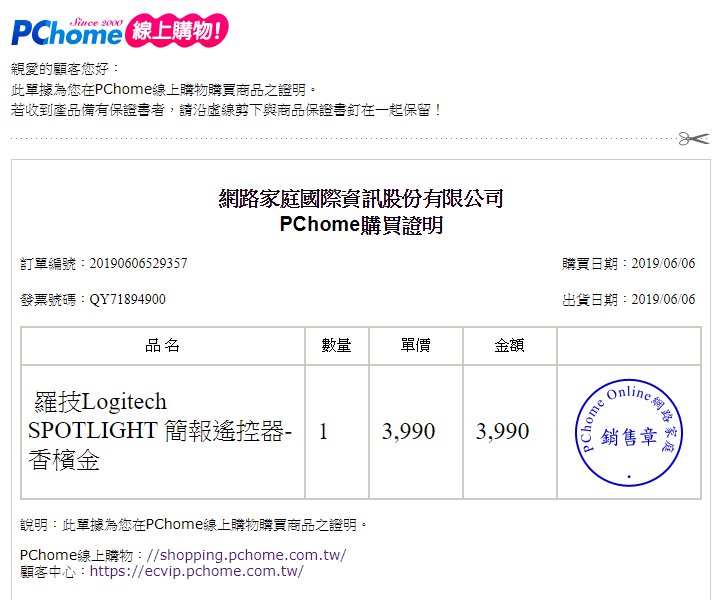 Since 2000
PChome 線上購物!
親愛的顧客您好：
此單據為您在PChome線上購物購買商品之證明。
若收到產品備有保證書者，請沿虛線剪下與商品保證書釘在一起保留！
網路家庭國際資訊股份有限公司
PChome購買證明
訂單編號：20190606529357 購買日期：2019/06/06
發票號碼：QY71894900 出貨日期：2019/06/06
品 名 數量 單價 金額
羅技Logitech
SPOTLIGHT 簡報遙控器-
香檳金
1 3,990 3,990
PChome Online網路家庭
銷售章
說明：此單據為您在PChome線上購物購買商品之證明。
PChome線上購物：//shopping.pchome.com.tw/
顧客中心：https://ecvip.pchome.com.tw/